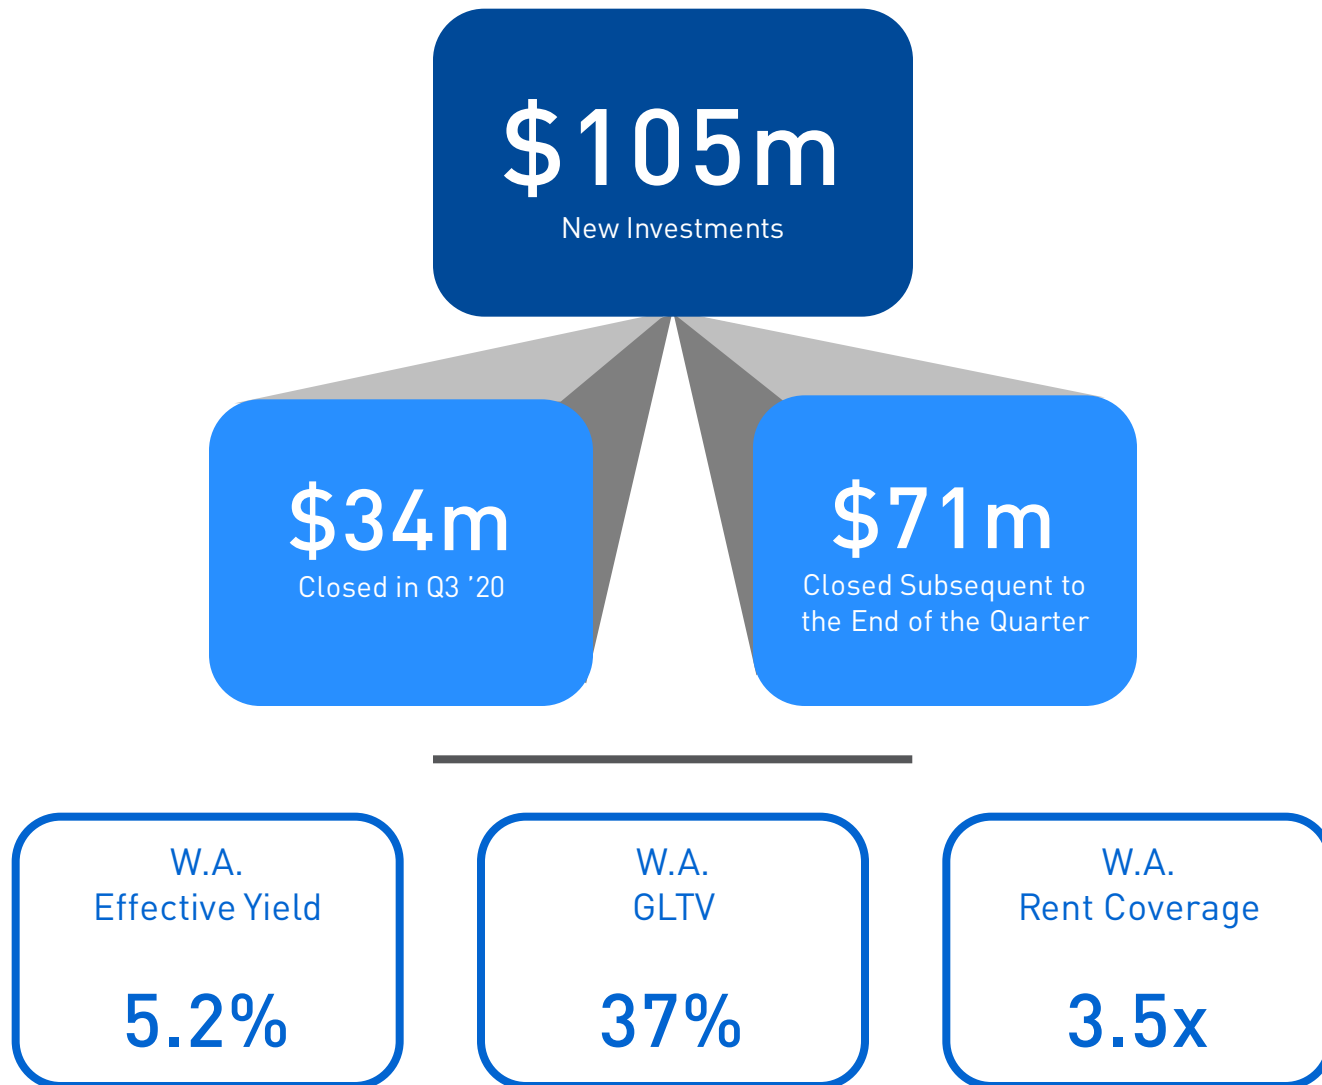 $105m
New Investments
$34m
Closed in Q3 ’20
$71m
Closed Subsequent to
the End of the Quarter
W.A.
Effective Yield
5.2%
W.A.
GLTV
37%
W.A.
Rent Coverage
3.5x